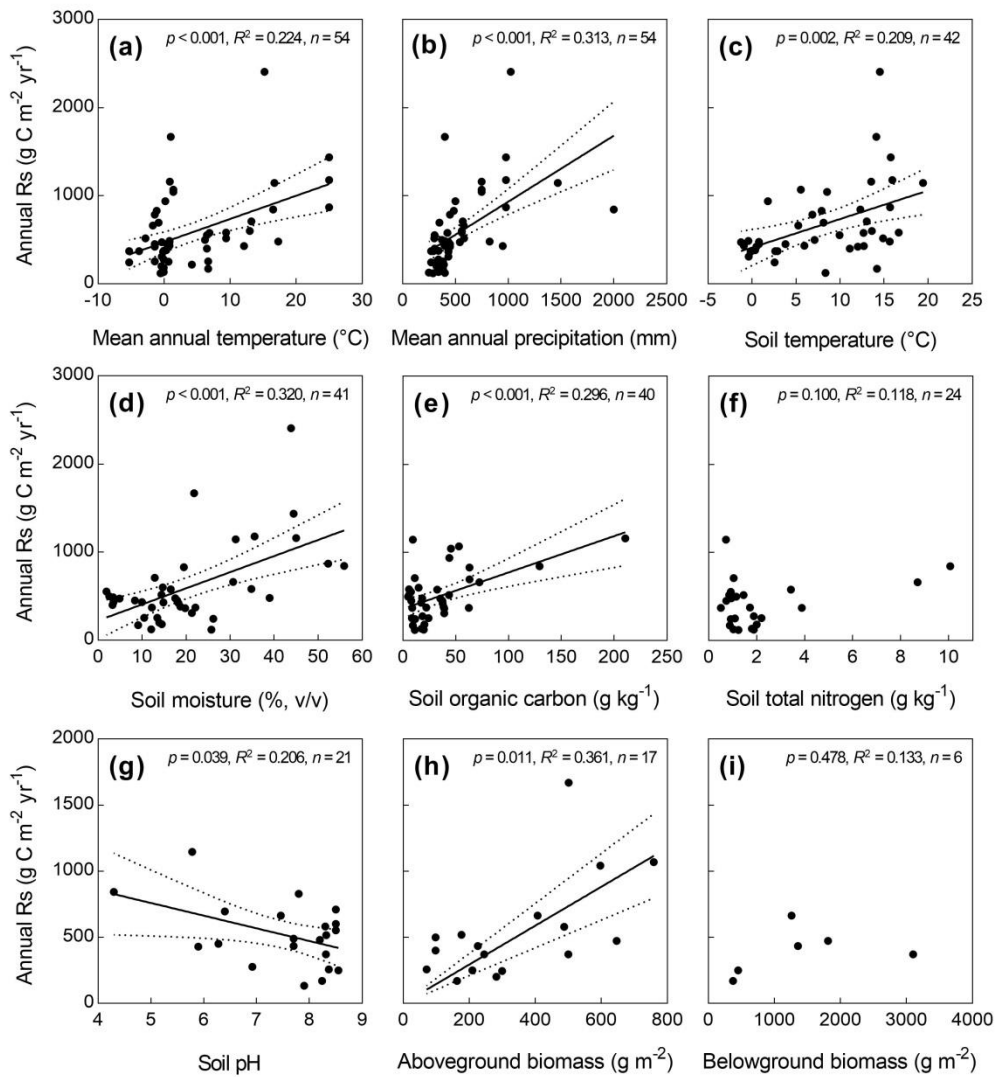 (a) p < 0.001, R² = 0.224, n = 54
(b) p < 0.001, R² = 0.313, n = 54
(c) p = 0.002, R² = 0.209, n = 42
Annual Rs (g C m⁻² yr⁻¹)
3000
2000
1000
0
-10 0 10 20 30
0 500 1000 1500 2000 2500
-5 0 5 10 15 20 25
Mean annual temperature (°C)
Mean annual precipitation (mm)
Soil temperature (°C)
(d) p < 0.001, R² = 0.320, n = 41
(e) p < 0.001, R² = 0.296, n = 40
(f) p = 0.100, R² = 0.118, n = 24
Annual Rs (g C m⁻² yr⁻¹)
3000
2000
1000
0
0 10 20 30 40 50 60
0 50 100 150 200 250
0 2 4 6 8 10
Soil moisture (%, v/v)
Soil organic carbon (g kg⁻¹)
Soil total nitrogen (g kg⁻¹)
(g) p = 0.039, R² = 0.206, n = 21
(h) p = 0.011, R² = 0.361, n = 17
(i) p = 0.478, R² = 0.133, n = 6
Annual Rs (g C m⁻² yr⁻¹)
2000
1500
1000
500
0
4 5 6 7 8 9
0 200 400 600 800
0 1000 2000 3000 4000
Soil pH
Aboveground biomass (g m⁻²)
Belowground biomass (g m⁻²)